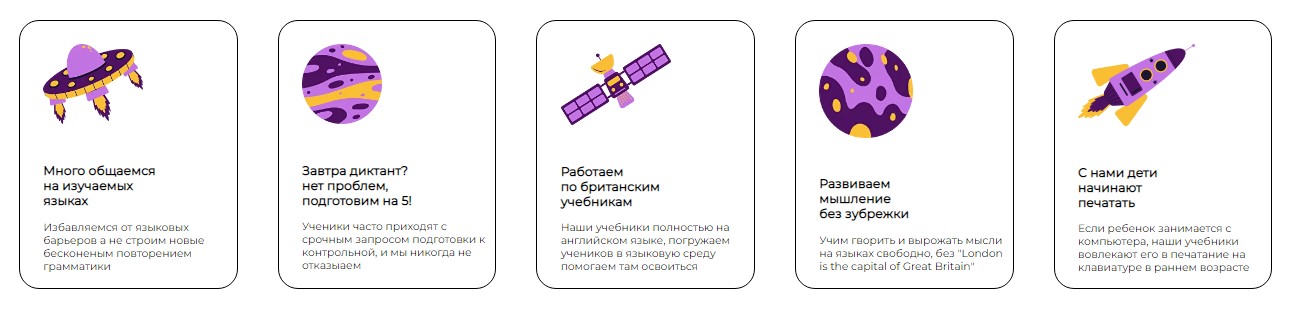 Много общаемся
на изучаемых
языках
Избавляемся от языковых
барьеров а не строим новые
бесконеным повторением
грамматики
Завтра диктант?
нет проблем,
подготовим на 5!
Ученики часто приходят с
срочным запросом подготовки к
контрольной, и мы никогда не
отказыаем
Работаем
по британским
учебникам
Наши учебники полностью на
английском языке, погружаем
учеников в языковую среду
помогаем там освоиться
Развиваем
мышление
без зубрежки
Учим гворить и вырожать мысли
на языках свободно, без "London
is the capital of Great Britain"
С нами дети
начинают
печатать
Если ребенок занимается с
компьютера, наши учебники
вовлекают его в печатание на
клавиатуре в раннем возрасте